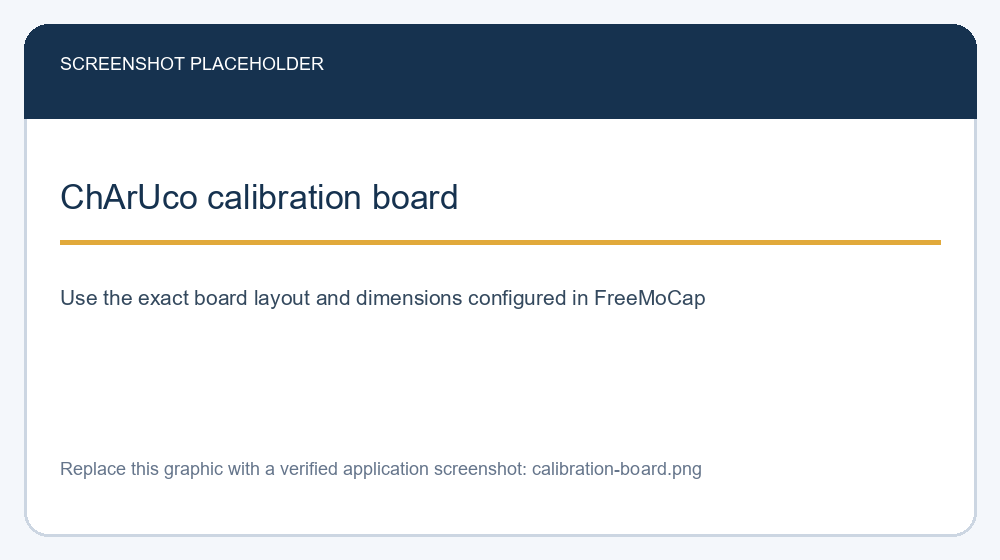 SCREENSHOT PLACEHOLDER
ChArUco calibration board
Use the exact board layout and dimensions configured in FreeMoCap
Replace this graphic with a verified application screenshot: calibration-board.png